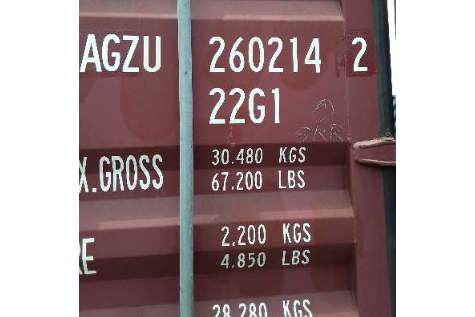 AGZU 260214 2
22G1
X.GROSS 30.480 KGS
67.200 LBS
RE 2.200 KGS
4.850 LBS
28.280 KGS